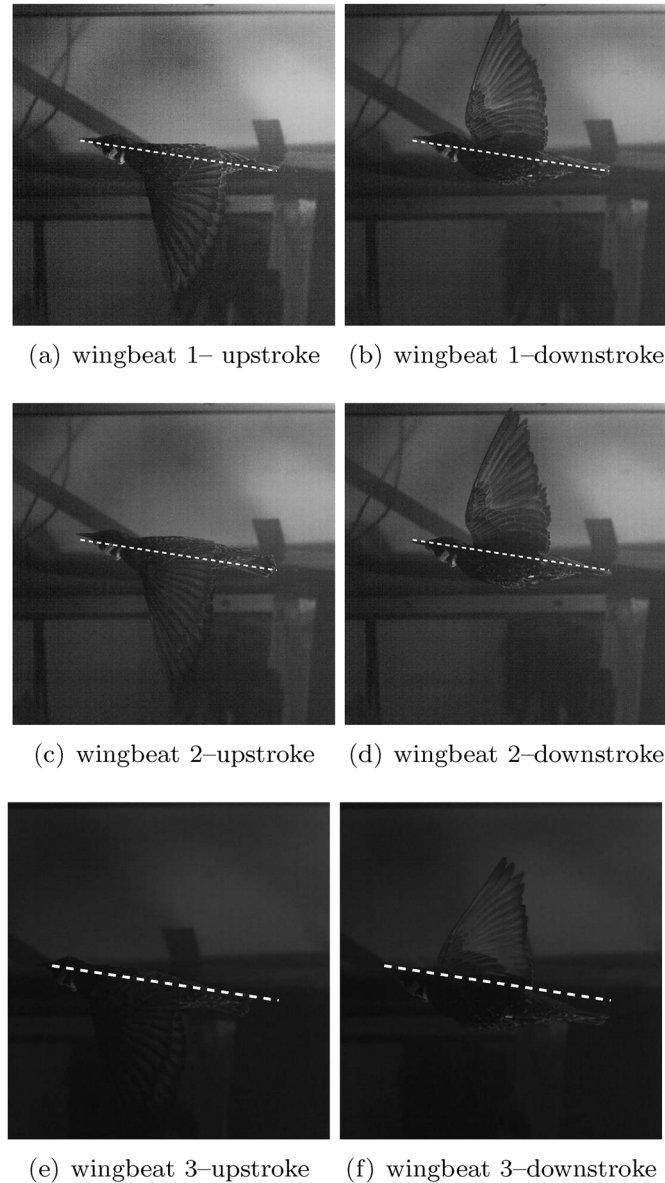 (a) wingbeat 1– upstroke
(b) wingbeat 1–downstroke
(c) wingbeat 2–upstroke
(d) wingbeat 2–downstroke
(e) wingbeat 3–upstroke
(f) wingbeat 3–downstroke